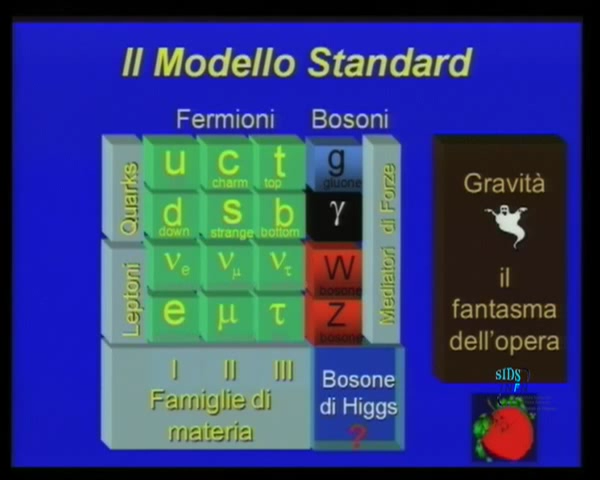 Il Modello Standard
Fermioni Bosoni
Quarks
u c t g
charm top gluone
d s b γ
down strange bottom
Leptoni
νe νμ ντ W
bosone
e μ τ Z
bosone
Mediatori di Forze
I II III
Famiglie di
materia
Bosone
di Higgs
?
Gravità
il
fantasma
dell'opera
SIDS